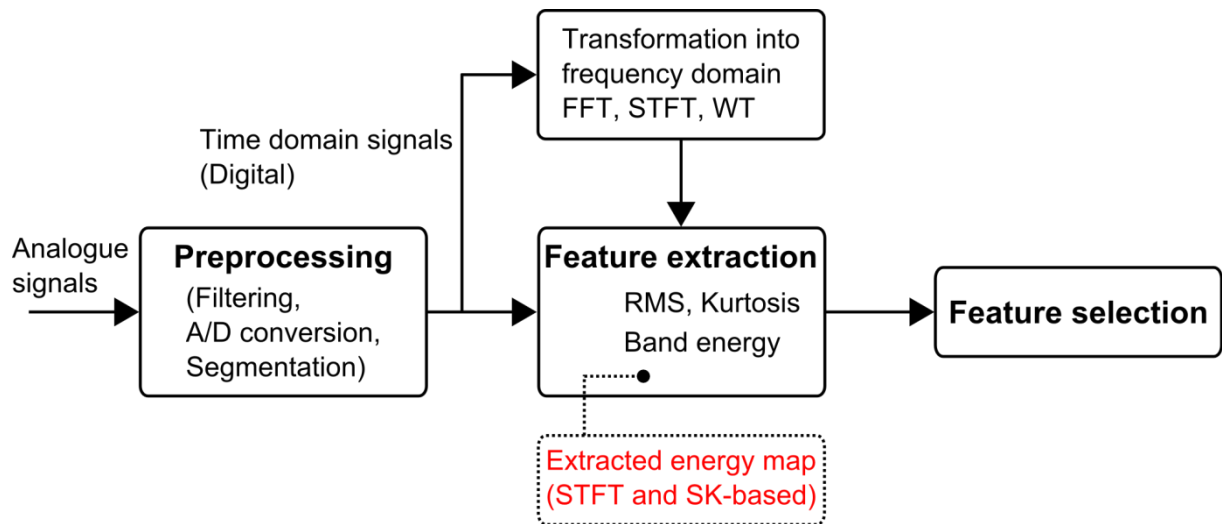 Analogue
signals
Preprocessing
(Filtering,
A/D conversion,
Segmentation)
Time domain signals
(Digital)
Transformation into
frequency domain
FFT, STFT, WT
Feature extraction
RMS, Kurtosis
Band energy
Extracted energy map
(STFT and SK-based)
Feature selection